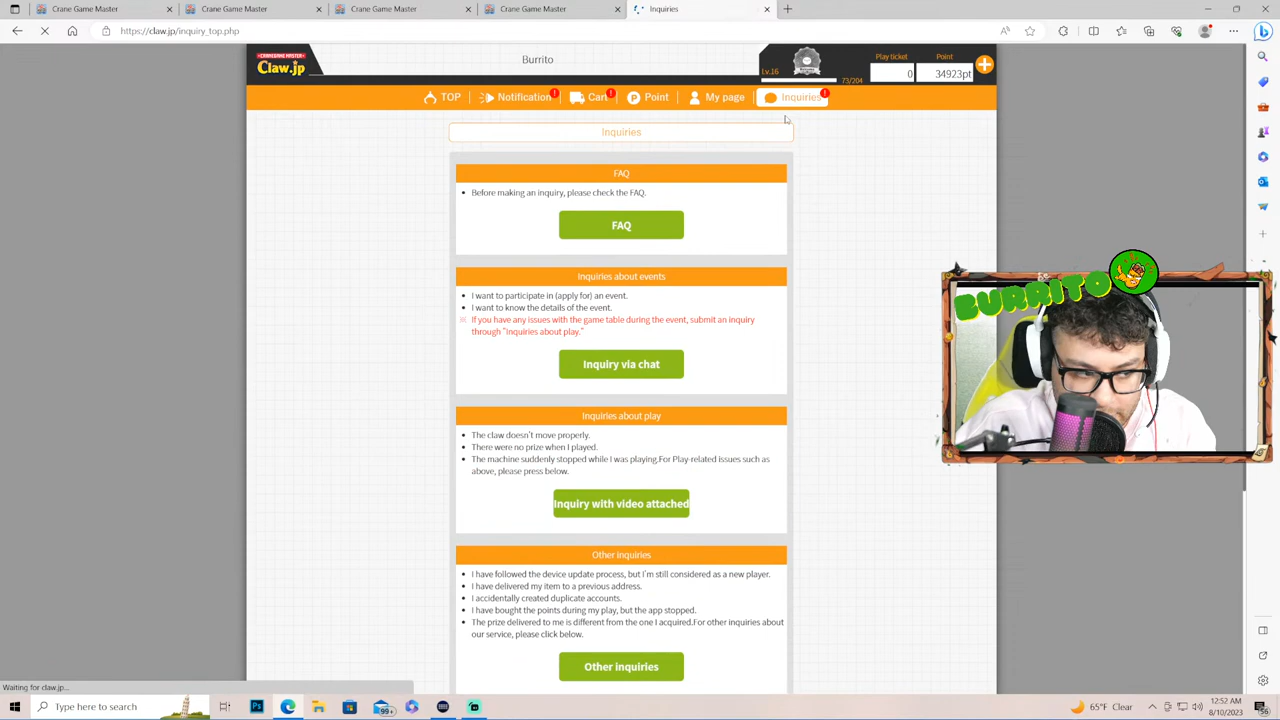 Crane Game
Crane Game
Crane Game
Crane Game
Inquiries
https://claw.jp/inquiry_top.php
CRANEGAME MASTER
Claw.jp
Burrito
Lv.16
73/204
Play ticket
0
Point
34923pt
TOP
Notification
Cart
Point
My page
Inquiries
Inquiries
FAQ
Before making an inquiry, please check the FAQ.
FAQ
Inquiries about events
I want to participate in (apply for) an event.
I want to know the details of the event.
※ If you have any issues with the game table during the event, submit an inquiry
through "Inquiries about play."
Inquiry via chat
Inquiries about play
The claw doesn't move properly.
There were no prize when I played.
The machine suddenly stopped while I was playing.For Play-related issues such as
above, please press below.
Inquiry with video attached
Other inquiries
I have followed the device update process, but I'm still considered as a new player.
I have delivered my item to a previous address.
I accidentally created duplicate accounts.
I have bought the points during my play, but the app stopped.
The prize delivered to me is different from the one I acquired.For other inquiries about
our service, please click below.
Other inquiries
BURRITO
Waiting for claw.jp...
Type here to search
99+
65°F Clear
12:52 AM
8/10/2023